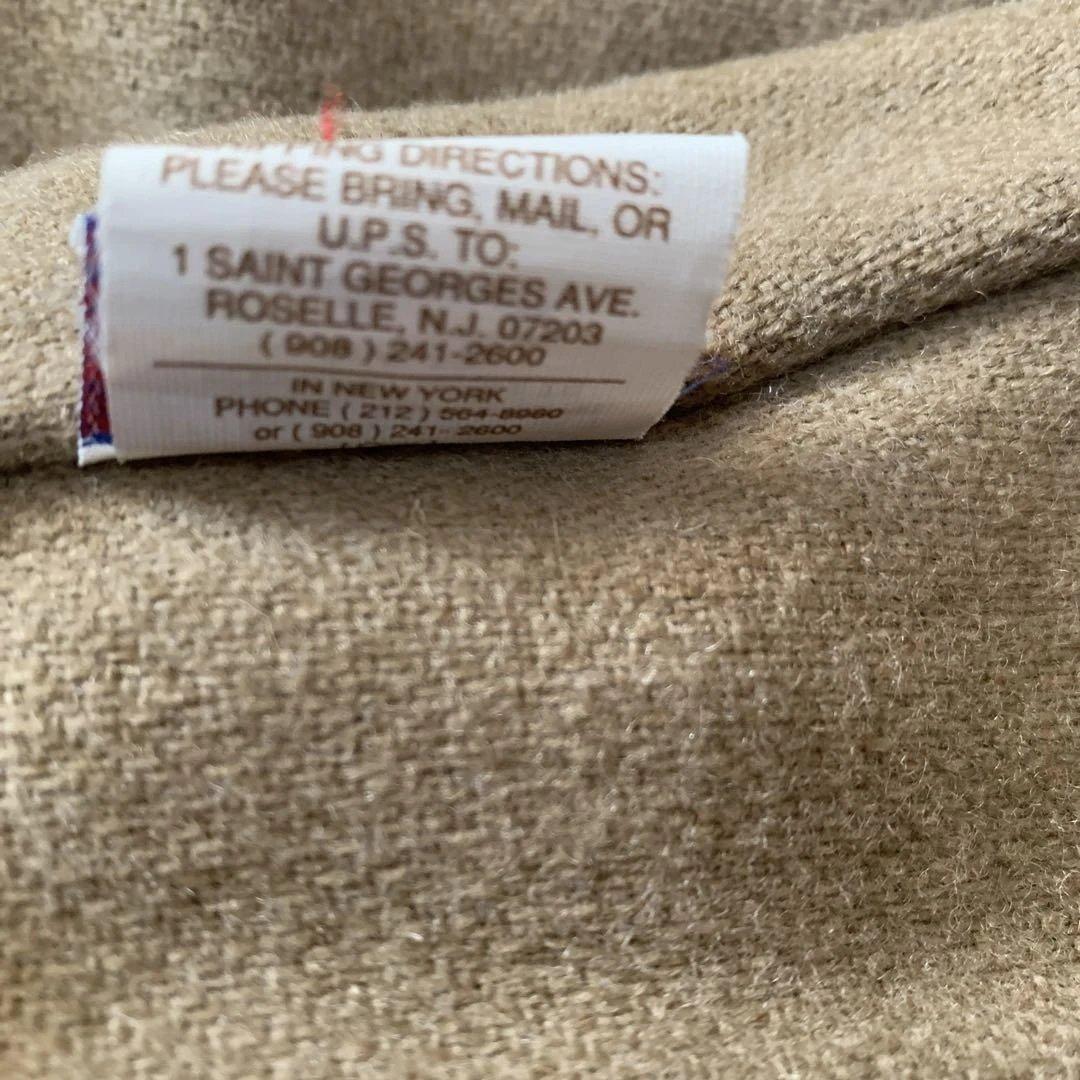 DIRECTIONS:
PLEASE BRING, MAIL, OR
U.P.S. TO:
1 SAINT GEORGES AVE.
ROSELLE, N.J. 07203
( 908 ) 241-2600
IN NEW YORK
PHONE ( 212 ) 564-8980
or ( 908 ) 241-2600